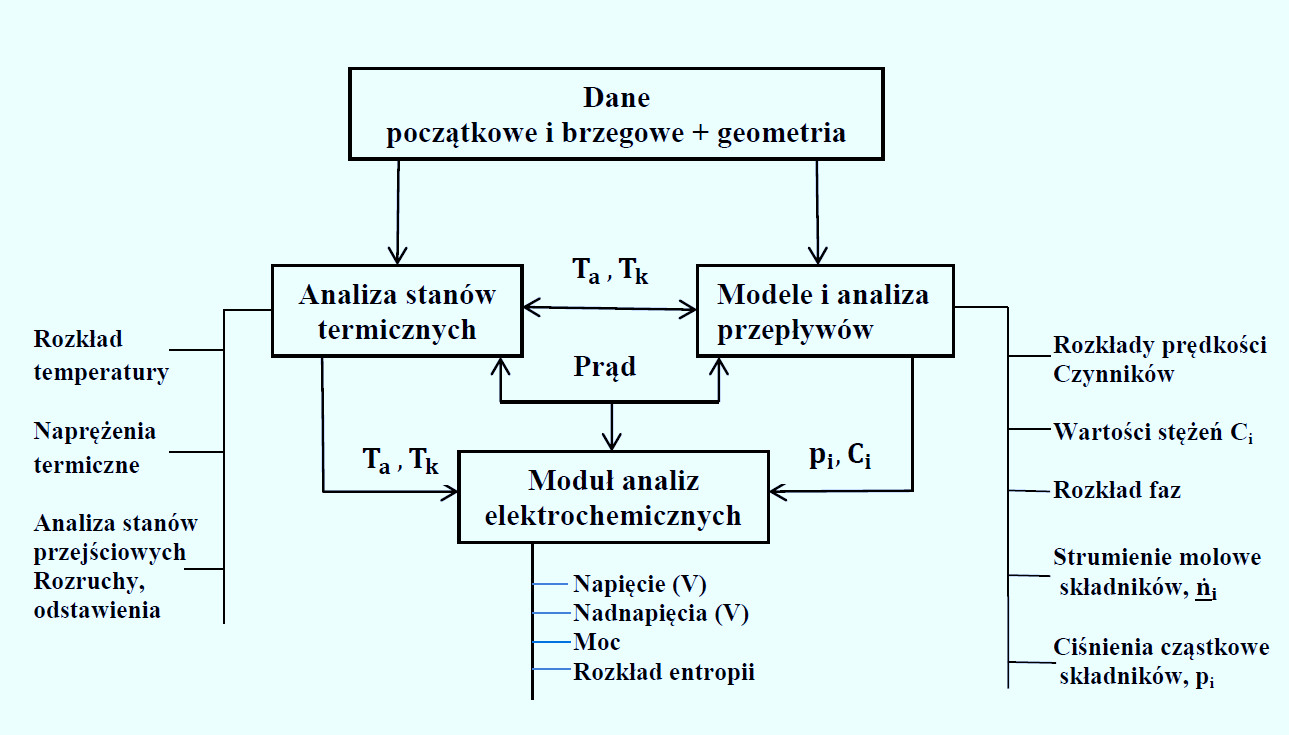 Dane
początkowe i brzegowe + geometria
Analiza stanów
termicznych
Tₐ , Tₖ
Modele i analiza
przepływów
Prąd
Rozkład
temperatury
Naprężenia
termiczne
Analiza stanów
przejściowych
Rozruchy,
odstawienia
Tₐ , Tₖ
pᵢ, Cᵢ
Moduł analiz
elektrochemicznych
Napięcie (V)
Nadnapięcia (V)
Moc
Rozkład entropii
Rozkłady prędkości
Czynników
Wartości stężeń Cᵢ
Rozkład faz
Strumienie molowe
składników, ṅᵢ
Ciśnienia cząstkowe
składników, pᵢ